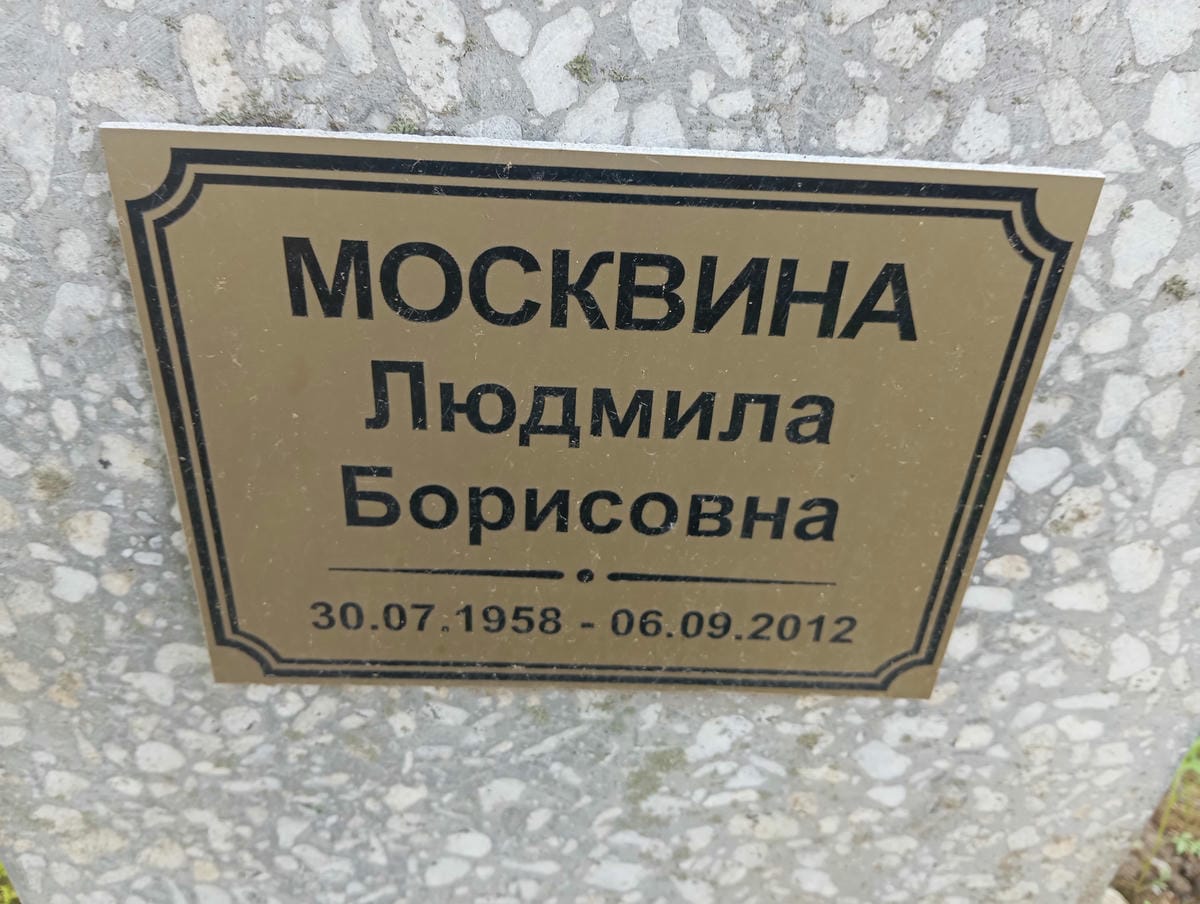 МОСКВИНА
Людмила
Борисовна
30.07.1958 - 06.09.2012